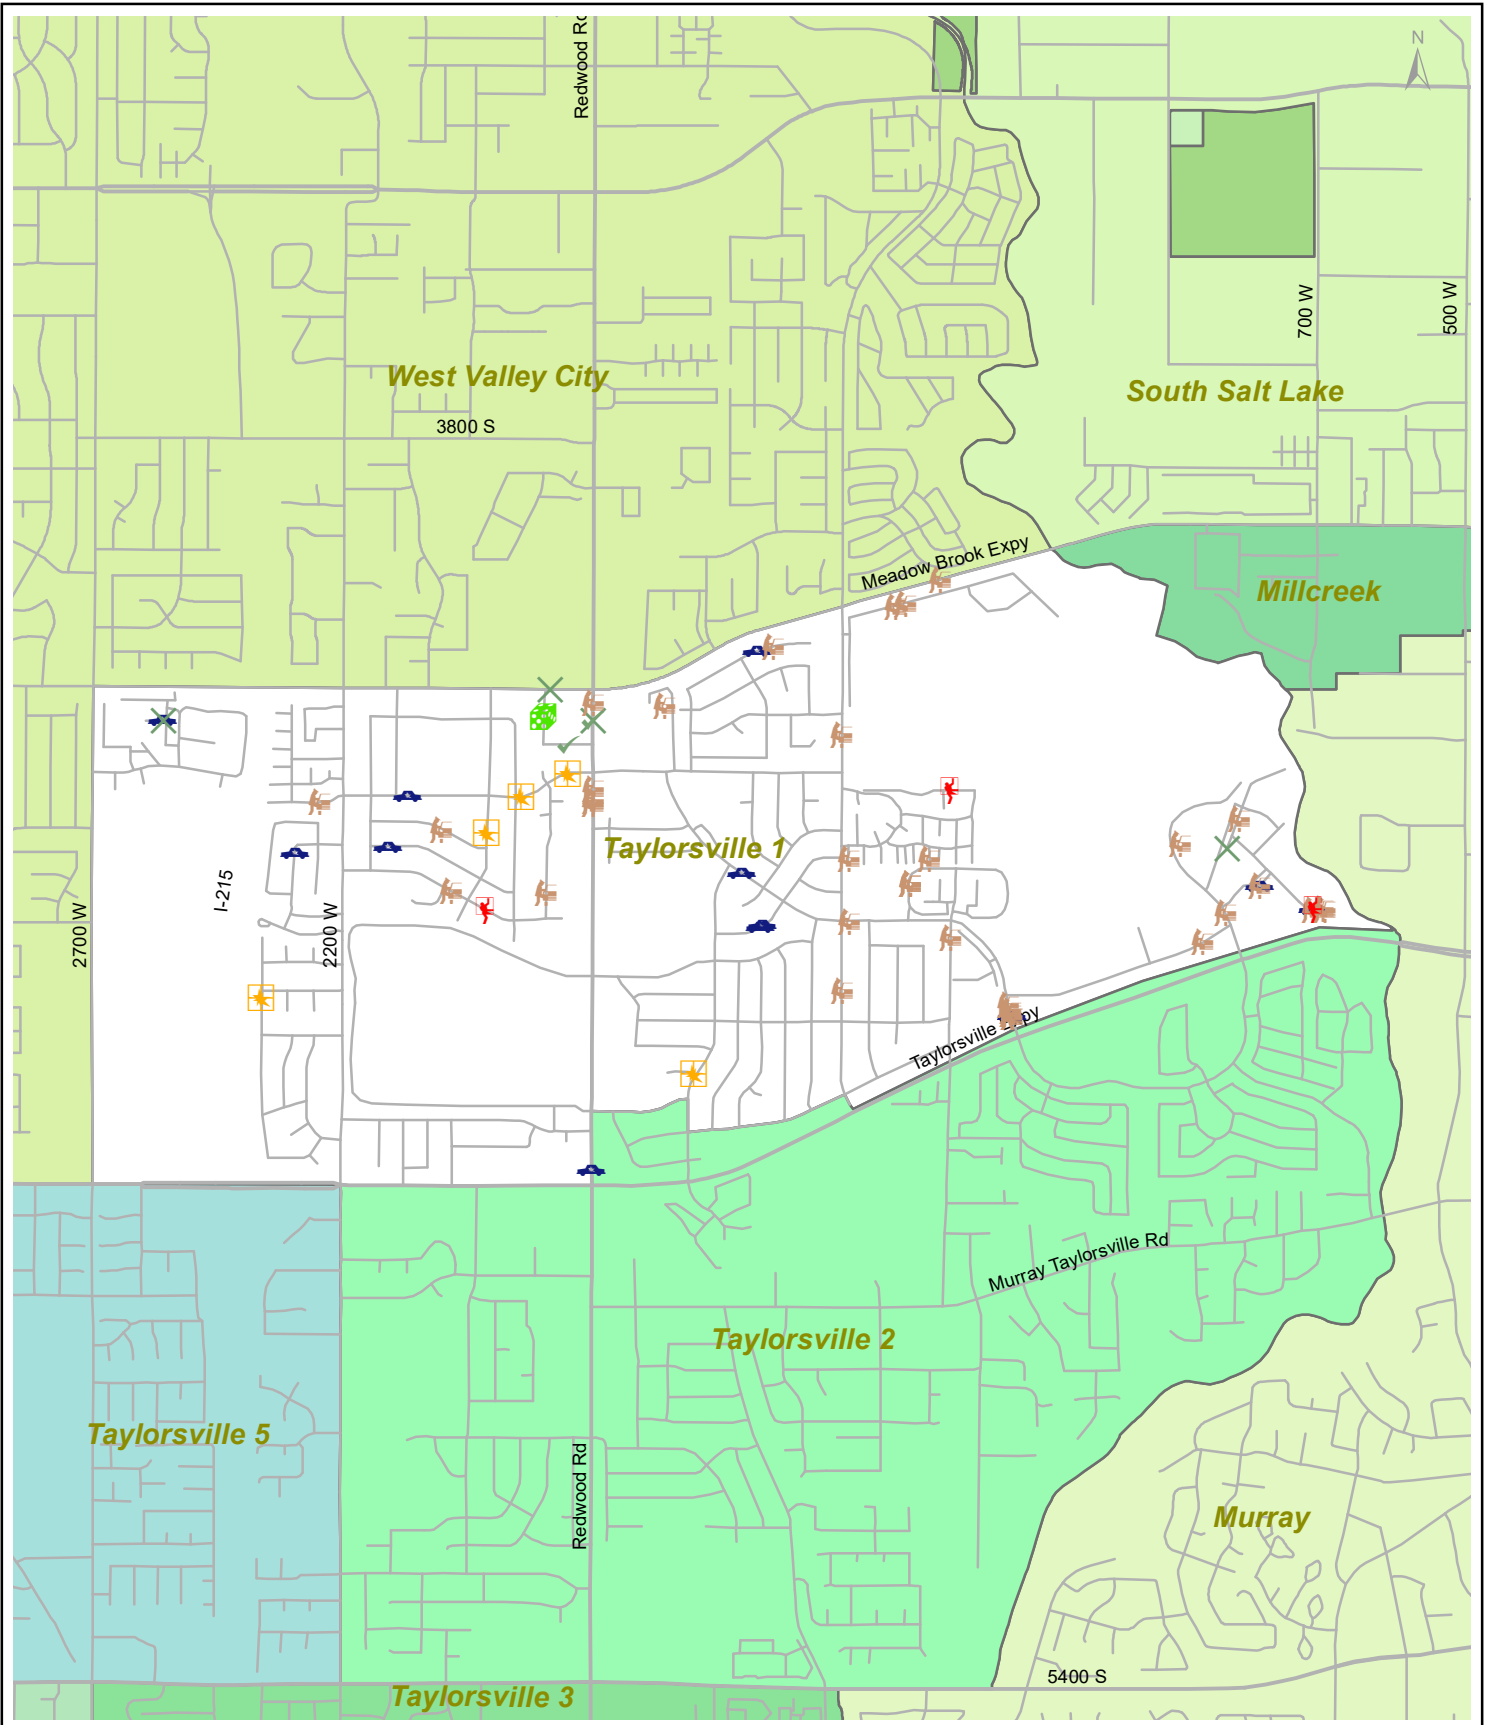 Redwood Rd
N
700 W
500 W
West Valley City
South Salt Lake
3800 S
Meadow Brook Expy
Millcreek
Taylorsville 1
I-215
2700 W
2200 W
Taylorsville Expy
Murray Taylorsville Rd
Taylorsville 2
Taylorsville 5
Redwood Rd
Murray
5400 S
Taylorsville 3